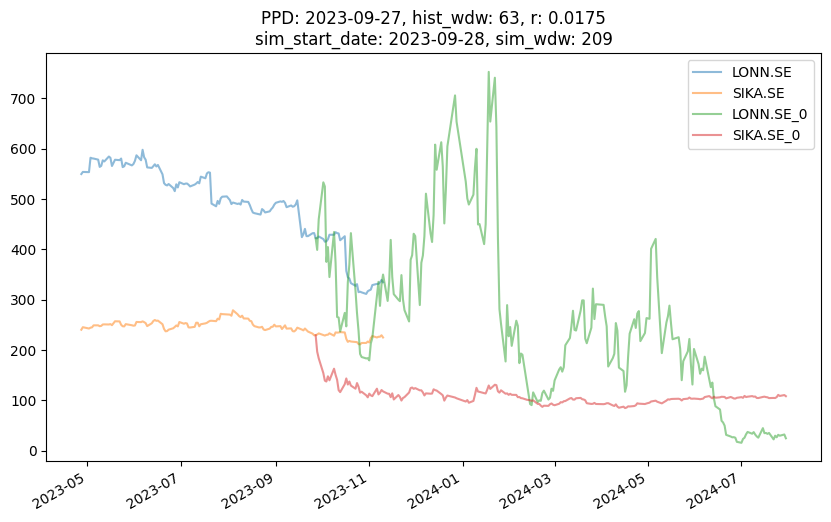 PPD: 2023-09-27, hist_wdw: 63, r: 0.0175
sim_start_date: 2023-09-28, sim_wdw: 209
LONN.SE
SIKA.SE
LONN.SE_0
SIKA.SE_0
700
600
500
400
300
200
100
0
2023-05
2023-07
2023-09
2023-11
2024-01
2024-03
2024-05
2024-07